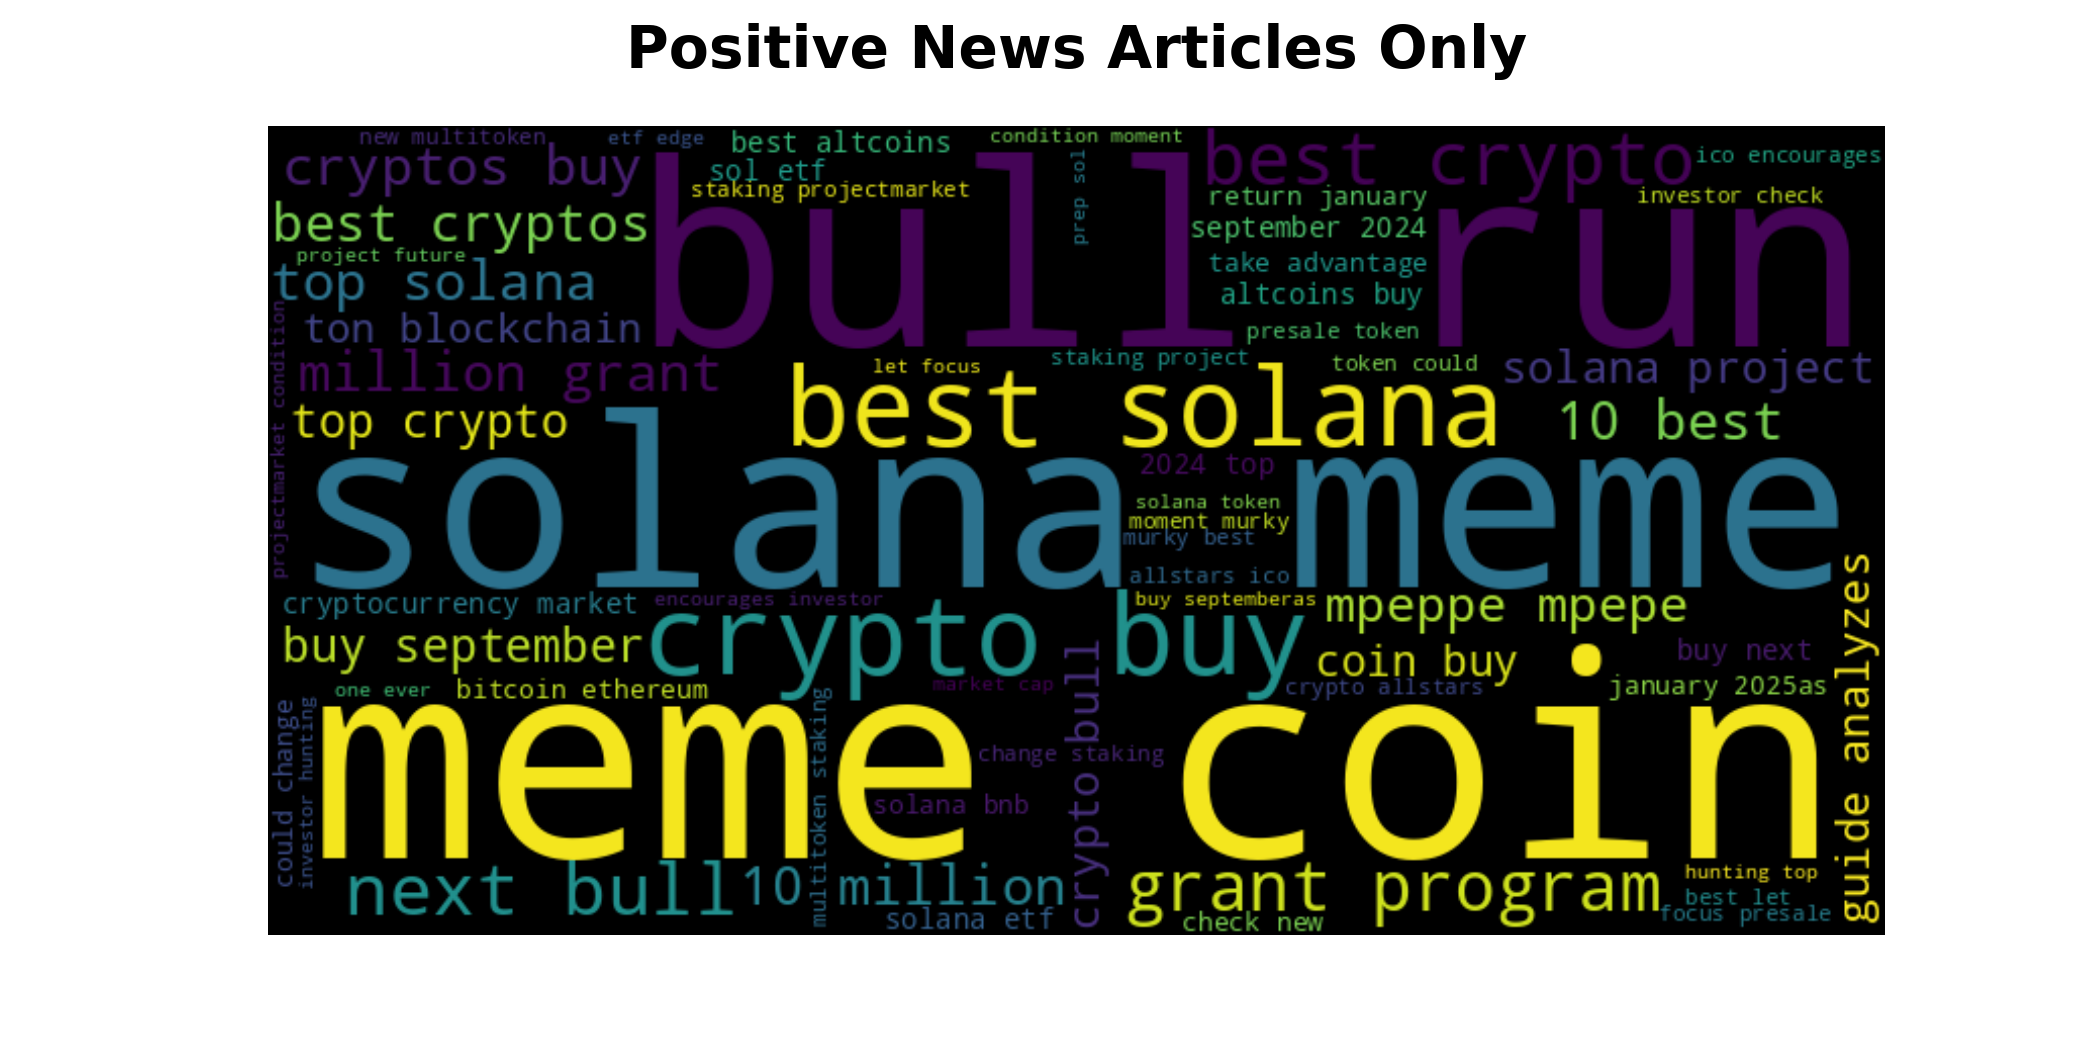 Positive News Articles Only
new multitoken
etf edge
best altcoins
condition moment
best crypto
ico encourages
cryptos buy
sol etf
staking projectmarket
prep sol
return january
investor check
best cryptos
bull run
september 2024
project future
top solana
take advantage
altcoins buy
ton blockchain
presale token
million grant
let focus
staking project
token could
solana project
projectmarket condition
top crypto
best solana
10 best
solana meme
2024 top
solana token
moment murky
murky best
allstars ico
cryptocurrency market
encourages investor
buy septemberas
mpeppe mpepe
buy september
crypto buy
coin buy
buy next
guide analyzes
one ever
bitcoin ethereum
market cap
crypto allstars
january 2025as
could change
investor hunting
meme coin
multitoken staking
change staking
crypto bull
solana bnb
next bull
10 million
grant program
hunting top
best let
focus presale
solana etf
check new